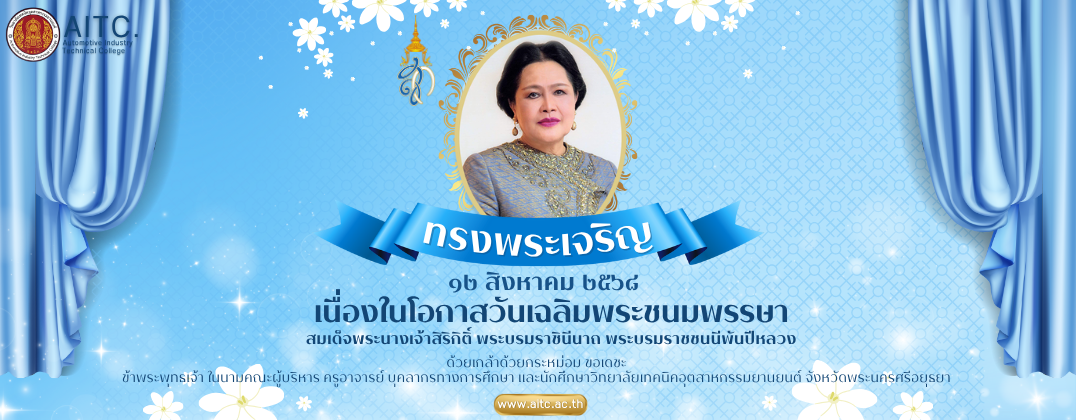 AITC.
Automotive Industry
Technical College
ทรงพระเจริญ
๑๒ สิงหาคม ๒๕๖๘
เนื่องในโอกาสวันเฉลิมพระชนมพรรษา
สมเด็จพระนางเจ้าสิริกิติ์ พระบรมราชินีนาถ พระบรมราชชนนีพันปีหลวง
ด้วยเกล้าด้วยกระหม่อม ขอเดชะ
ข้าพระพุทธเจ้า ในนามคณะผู้บริหาร ครูอาจารย์ บุคลากรทางการศึกษา และนักศึกษาวิทยาลัยเทคนิคอุตสาหกรรมยานยนต์ จังหวัดพระนครศรีอยุธยา
www.aitc.ac.th